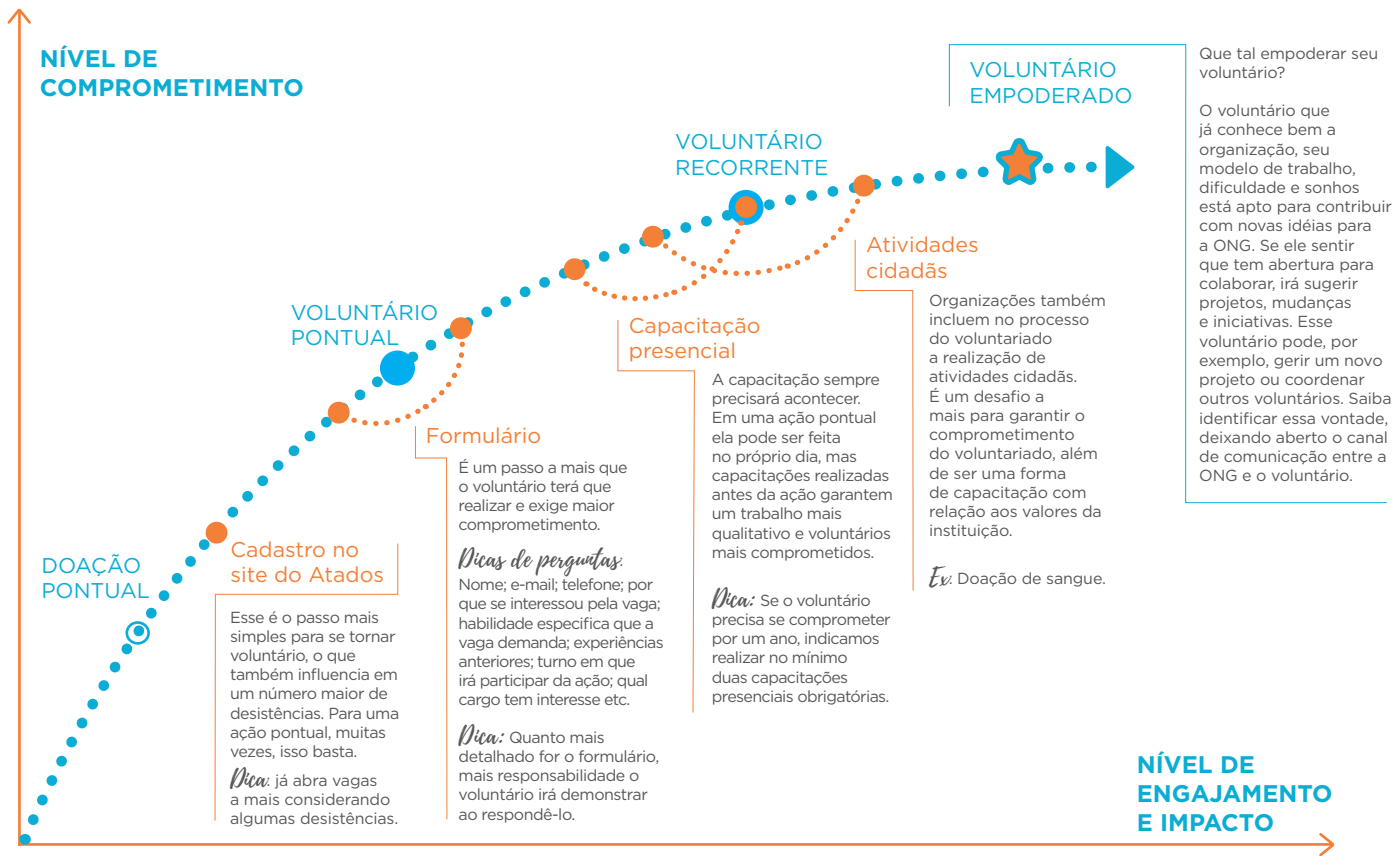 NÍVEL DE
COMPROMETIMENTO
DOAÇÃO
PONTUAL
Cadastro no
site do Atados
Esse é o passo mais
simples para se tornar
voluntário, o que
também influencia em
um número maior de
desistências. Para uma
ação pontual, muitas
vezes, isso basta.
Dica: já abra vagas
a mais considerando
algumas desistências.
VOLUNTÁRIO
PONTUAL
Formulário
É um passo a mais que
o voluntário terá que
realizar e exige maior
comprometimento.
Dicas de perguntas:
Nome; e-mail; telefone; por
que se interessou pela vaga;
habilidade especifica que a
vaga demanda; experiências
anteriores; turno em que
irá participar da ação; qual
cargo tem interesse etc.
Dica: Quanto mais
detalhado for o formulário,
mais responsabilidade o
voluntário irá demonstrar
ao respondê-lo.
VOLUNTÁRIO
RECORRENTE
Capacitação
presencial
A capacitação sempre
precisará acontecer.
Em uma ação pontual
ela pode ser feita
no próprio dia, mas
capacitações realizadas
antes da ação garantem
um trabalho mais
qualitativo e voluntários
mais comprometidos.
Dica: Se o voluntário
precisa se comprometer
por um ano, indicamos
realizar no mínimo
duas capacitações
presenciais obrigatórias.
Atividades
cidadãs
Organizações também
incluem no processo
do voluntariado
a realização de
atividades cidadãs.
É um desafio a
mais para garantir o
comprometimento
do voluntariado, além
de ser uma forma
de capacitação com
relação aos valores da
instituição.
Ex: Doação de sangue.
VOLUNTÁRIO
EMPODERADO
Que tal empoderar seu
voluntário?
O voluntário que
já conhece bem a
organização, seu
modelo de trabalho,
dificuldade e sonhos
está apto para contribuir
com novas idéias para
a ONG. Se ele sentir
que tem abertura para
colaborar, irá sugerir
projetos, mudanças
e iniciativas. Esse
voluntário pode, por
exemplo, gerir um novo
projeto ou coordenar
outros voluntários. Saiba
identificar essa vontade,
deixando aberto o canal
de comunicação entre a
ONG e o voluntário.
NÍVEL DE
ENGAJAMENTO
E IMPACTO